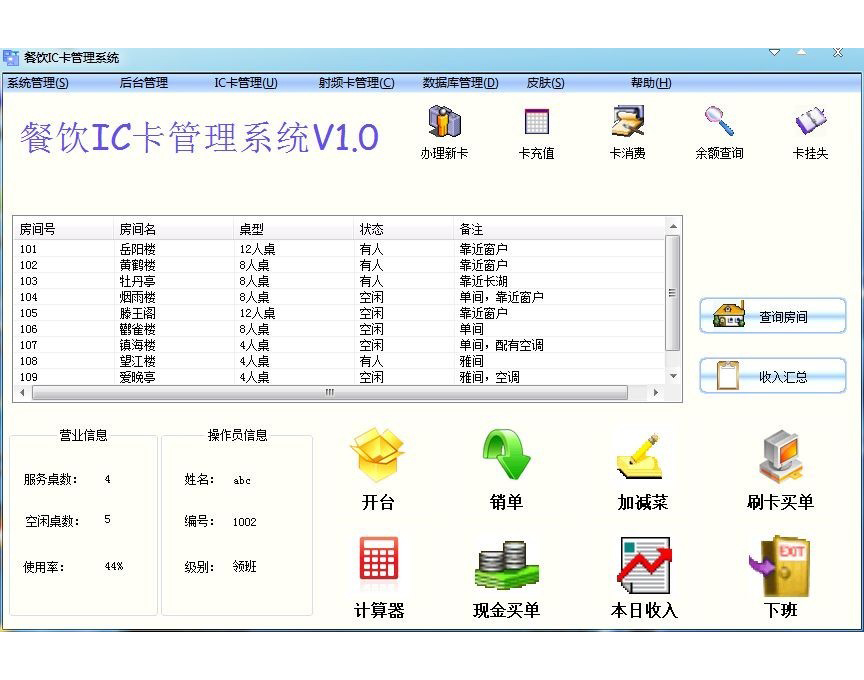 餐饮IC卡管理系统
系统管理(S) 后台管理 IC卡管理(U) 射频卡管理(C) 数据库管理(D) 皮肤(S) 帮助(H)
餐饮IC卡管理系统V1.0
办理新卡 卡充值 卡消费 余额查询 卡挂失
房间号 房间名 桌型 状态 备注
101 岳阳楼 12人桌 有人 靠近窗户
102 黄鹤楼 8人桌 有人 靠近窗户
103 牡丹亭 8人桌 有人 靠近长湖
104 烟雨楼 8人桌 空闲 单间，靠近窗户
105 滕王阁 12人桌 空闲 靠近窗户
106 鹳雀楼 8人桌 空闲 单间
107 镇海楼 4人桌 空闲 单间，配有空调
108 望江楼 4人桌 有人 雅间
109 爱晚亭 4人桌 空闲 雅间，空调
查询房间
收入汇总
营业信息
服务桌数： 4
空闲桌数： 5
使用率： 44%
操作员信息
姓名： abc
编号： 1002
级别： 领班
开台 销单 加减菜 刷卡买单
EXIT
计算器 现金买单 本日收入 下班